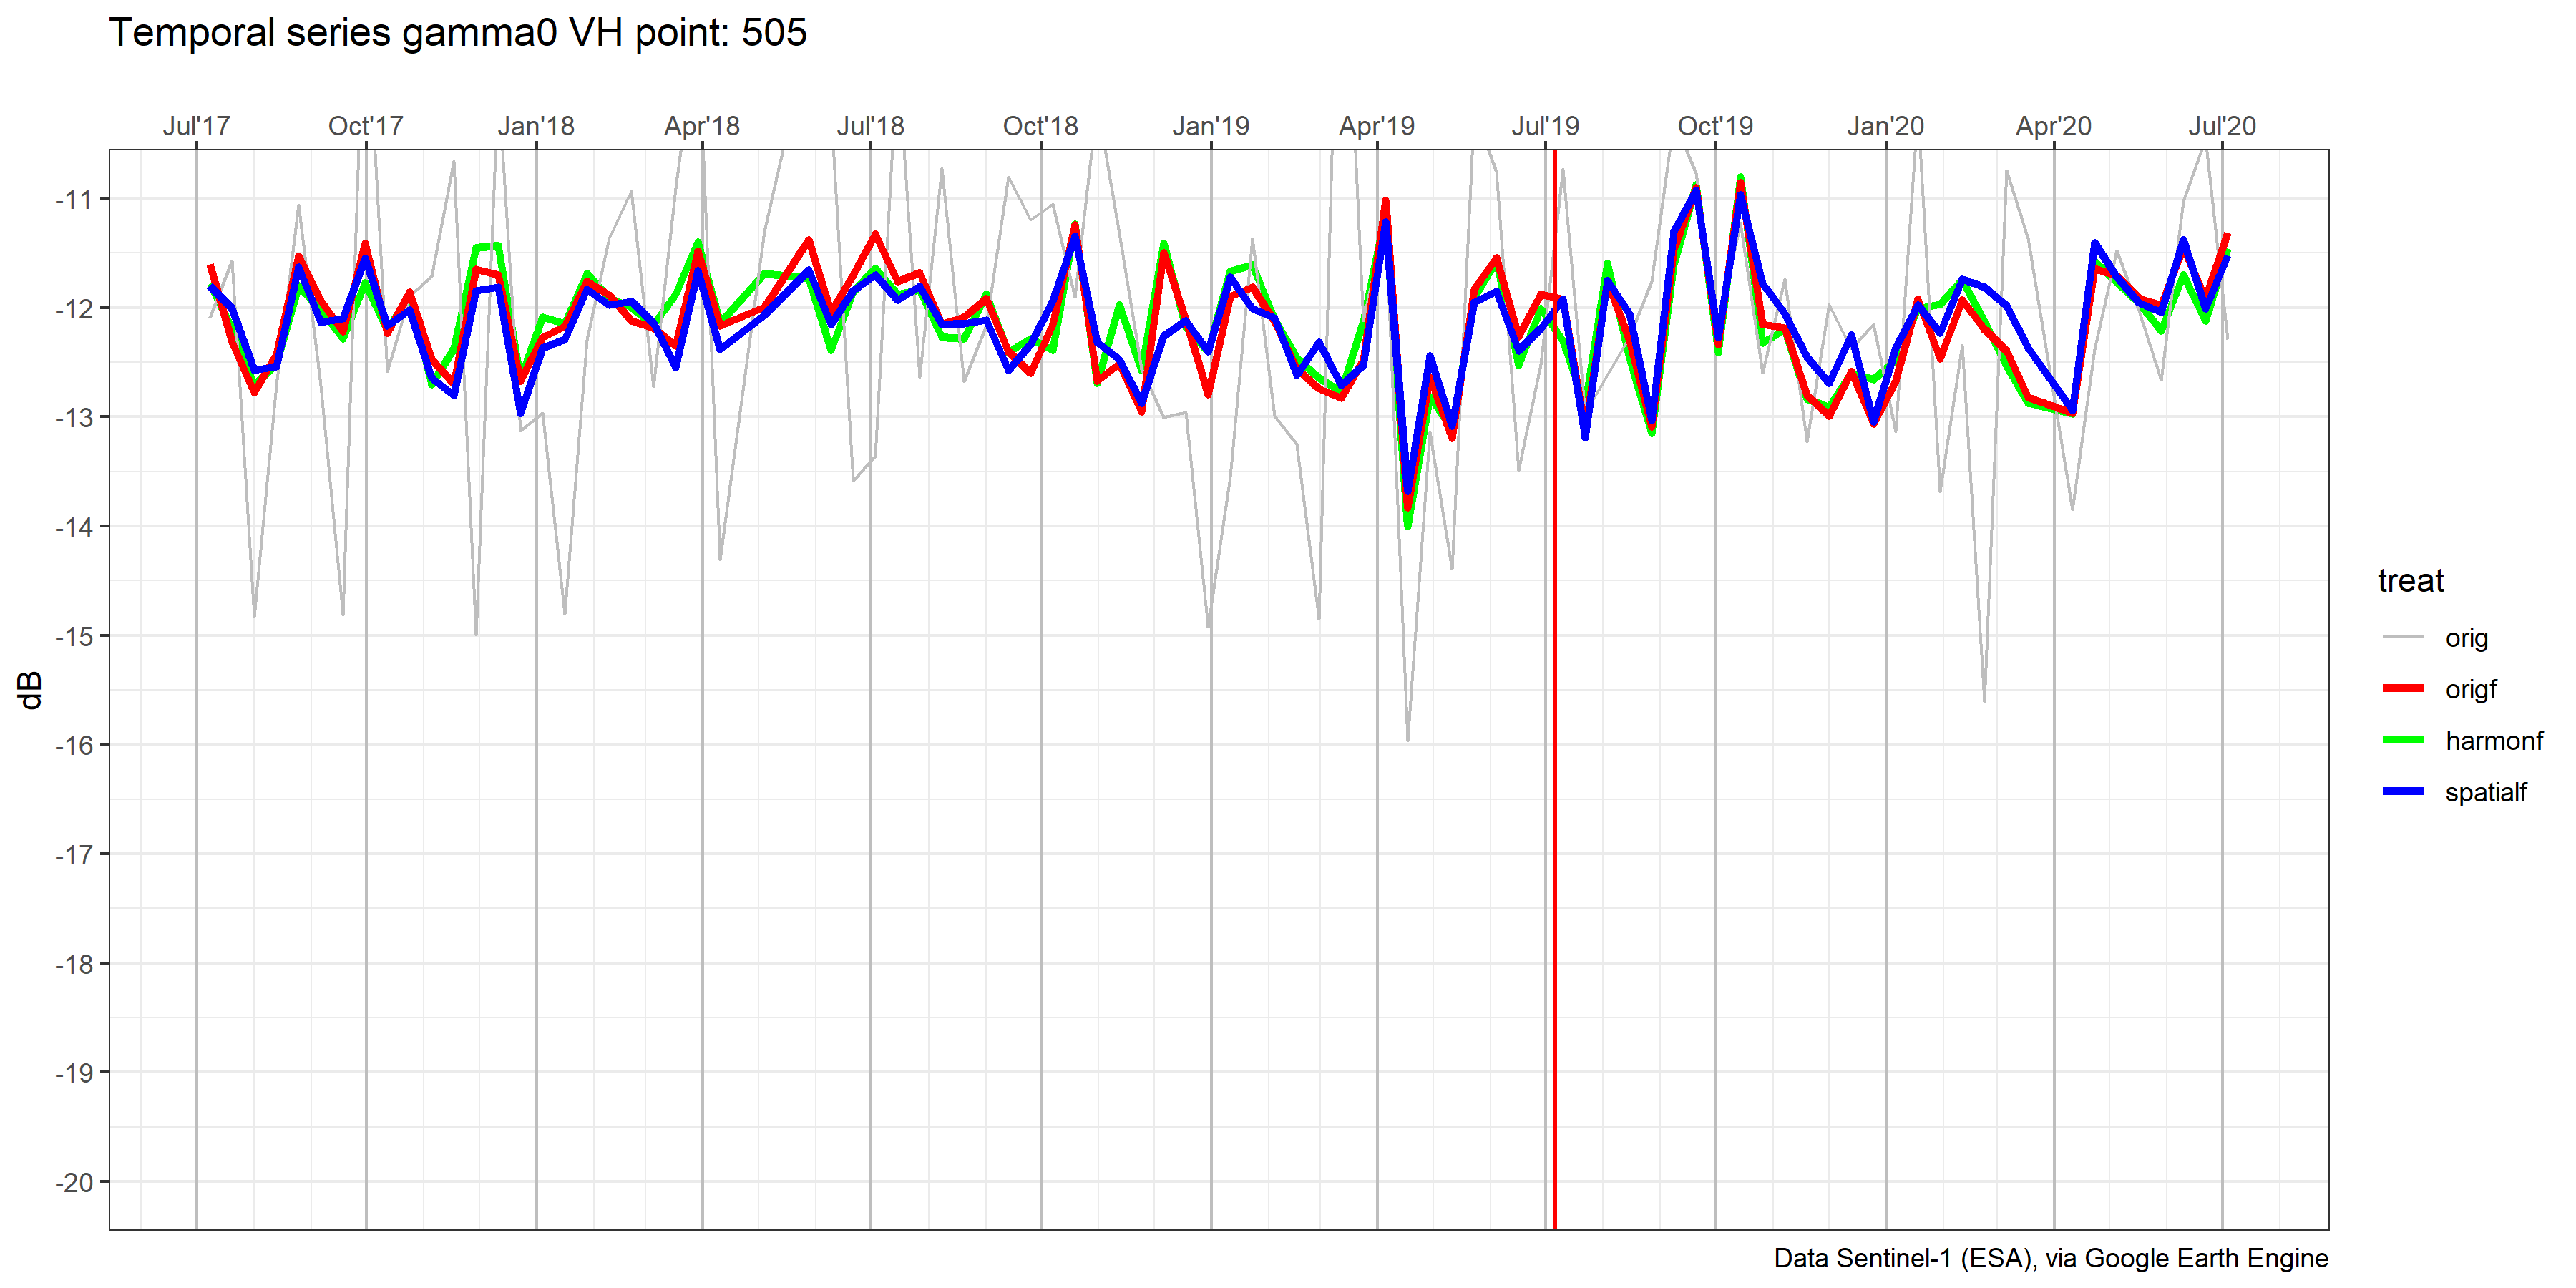 Temporal series gamma0 VH point: 505
Jul'17 Oct'17 Jan'18 Apr'18 Jul'18 Oct'18 Jan'19 Apr'19 Jul'19 Oct'19 Jan'20 Apr'20 Jul'20
-11
-12
-13
-14
-15
-16
-17
-18
-19
-20
dB
treat
orig
origf
harmonf
spatialf
Data Sentinel-1 (ESA), via Google Earth Engine